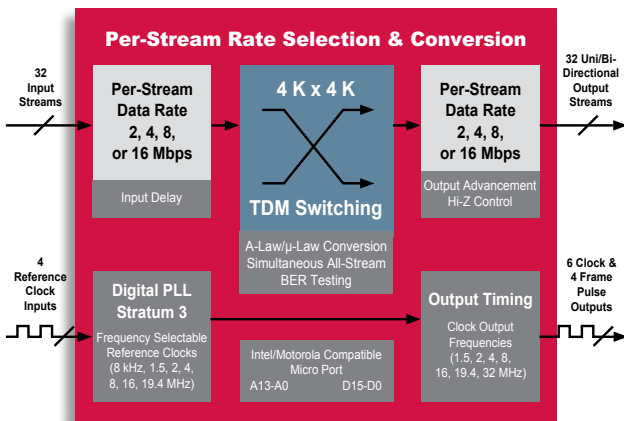 Per-Stream Rate Selection & Conversion
32
Input
Streams
Per-Stream
Data Rate
2, 4, 8,
or 16 Mbps
Input Delay
4 K x 4 K
TDM Switching
A-Law/µ-Law Conversion
Simultaneous All-Stream
BER Testing
Per-Stream
Data Rate
2, 4, 8,
or 16 Mbps
Output Advancement
Hi-Z Control
32 Uni/Bi-
Directional
Output
Streams
4
Reference
Clock
Inputs
Digital PLL
Stratum 3
Frequency Selectable
Reference Clocks
(8 kHz, 1.5, 2, 4,
8, 16, 19.4 MHz)
Intel/Motorola Compatible
Micro Port
A13-A0 D15-D0
Output Timing
Clock Output
Frequencies
(1.5, 2, 4, 8,
16, 19.4, 32 MHz)
6 Clock &
4 Frame
Pulse
Outputs